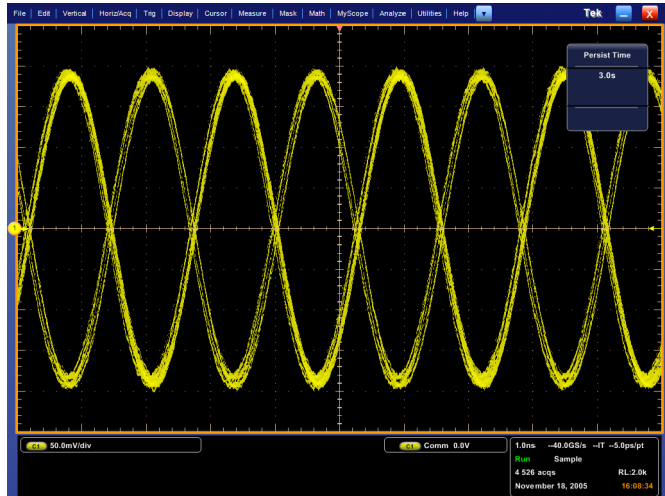 File Edit Vertical Horiz/Acq Trig Display Cursor Measure Mask Math MyScope Analyze Utilities Help Tek X
Persist Time
3.0s
1
C1 50.0mV/div
C1 Comm 0.0V
1.0ns --40.0GS/s --IT --5.0ps/pt
Run Sample
4 526 acqs RL:2.0k
November 18, 2005 16:08:34